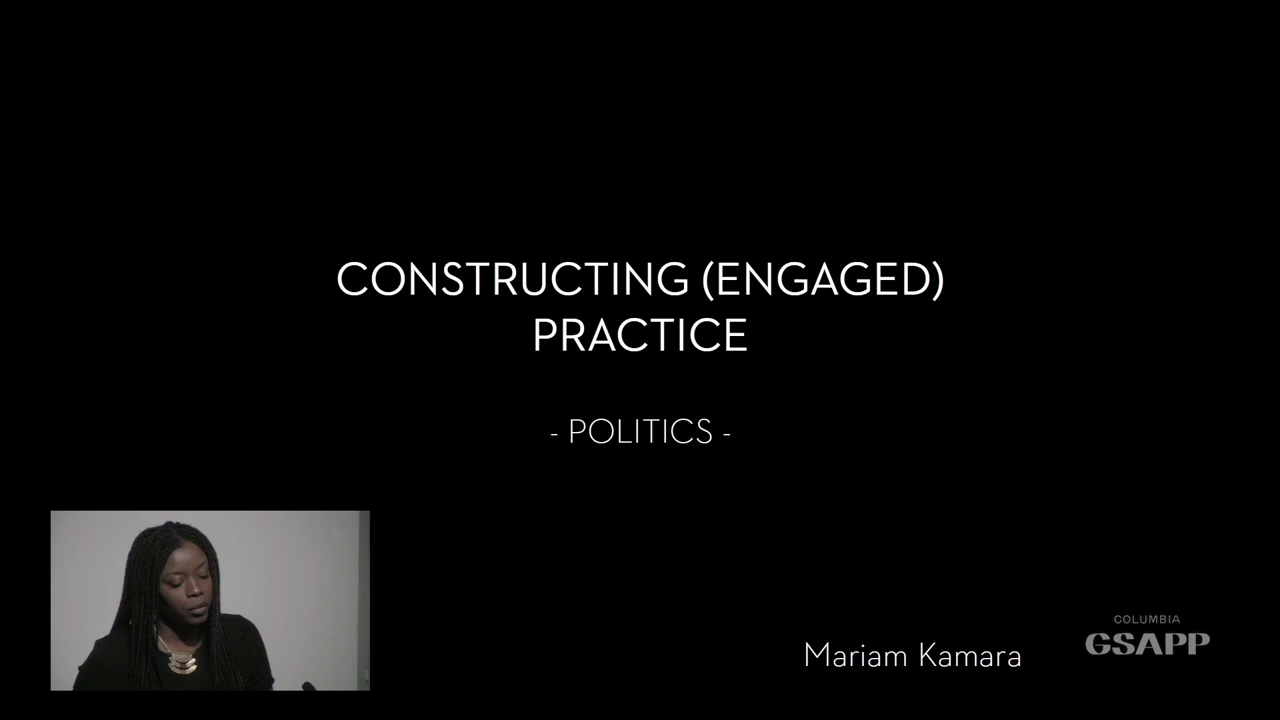 CONSTRUCTING (ENGAGED)
PRACTICE
- POLITICS -
Mariam Kamara
COLUMBIA
GSAPP